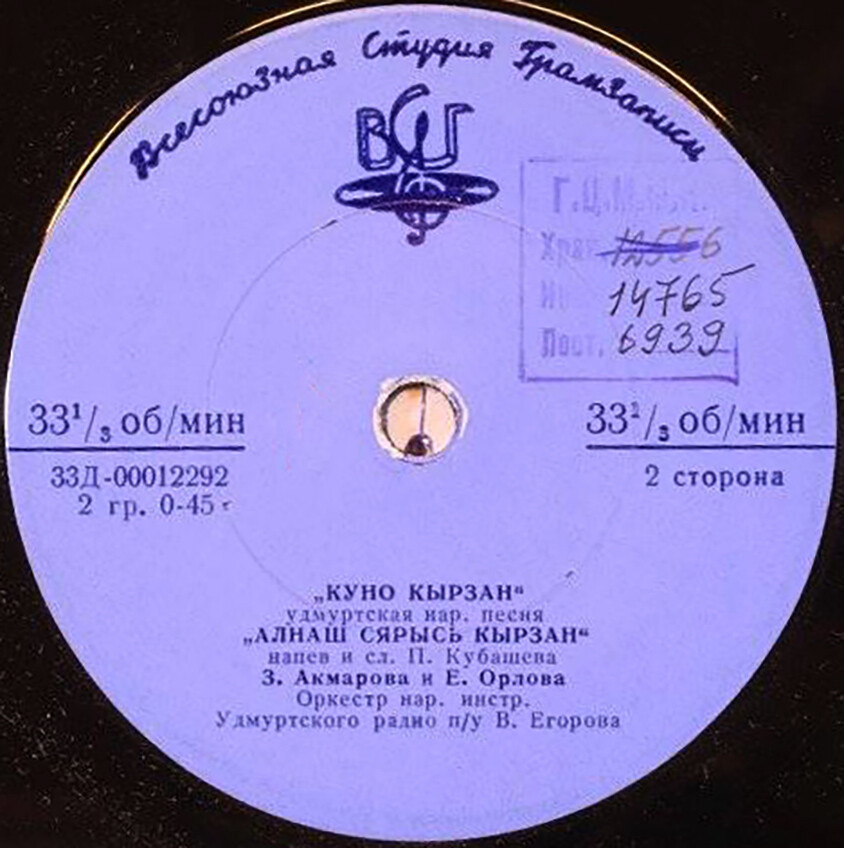 Всесоюзная Студия Грамзаписи
ВСГ
Г.Ц.М.М.К.
12556
14765
Пост. 6939
33¹/₃ об/мин
33Д-00012292
2 гр. 0-45
33¹/₃ об/мин
2 сторона
„КУНО КЫРЗАН“
удмуртская нар. песня
„АЛНАШ СЯРЫСЬ КЫРЗАН“
напев и сл. П. Кубашева
З. Акмарова и Е. Орлова
Оркестр нар. инстр.
Удмуртского радио п/у В. Егорова